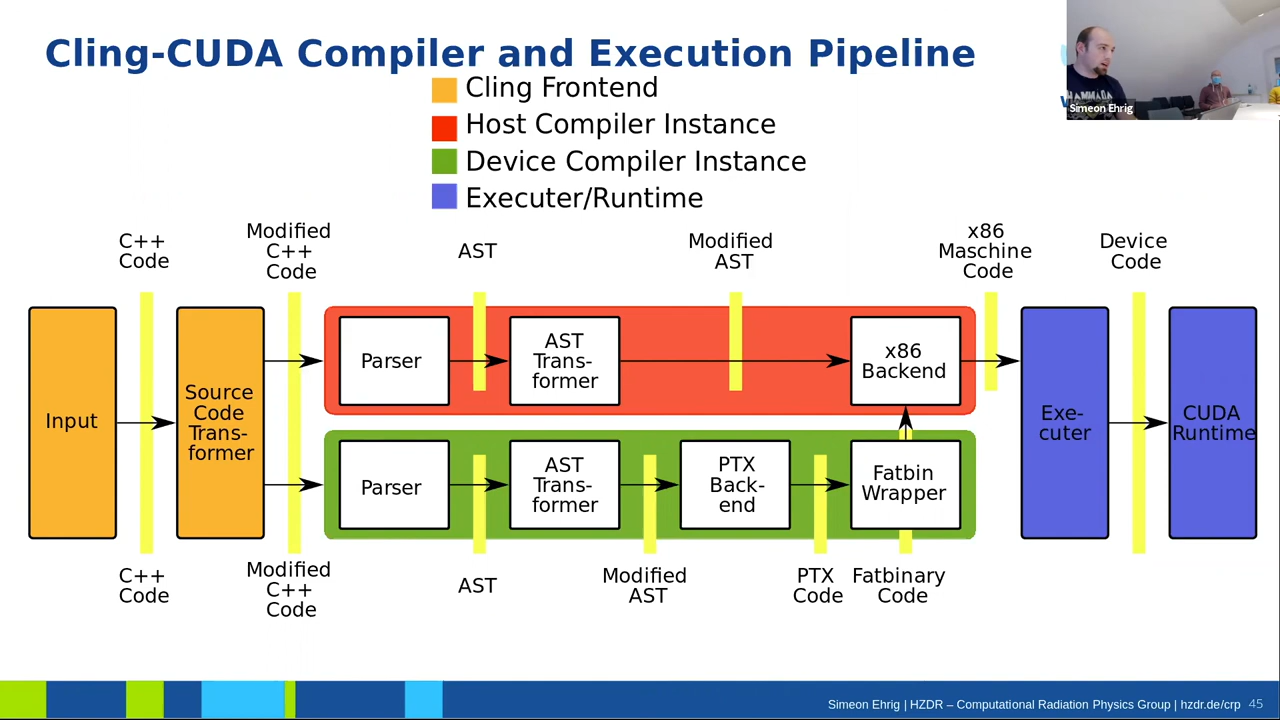 Cling-CUDA Compiler and Execution Pipeline
Simeon Ehrig
Cling Frontend
Host Compiler Instance
Device Compiler Instance
Executer/Runtime
C++
Code
Modified
C++
Code
AST
Modified
AST
x86
Maschine
Code
Device
Code
Input
Source
Code
Trans-
former
Parser
AST
Trans-
former
x86
Backend
Parser
AST
Trans-
former
PTX
Back-
end
Fatbin
Wrapper
Exe-
cuter
CUDA
Runtime
C++
Code
Modified
C++
Code
AST
Modified
AST
PTX
Code
Fatbinary
Code
Simeon Ehrig | HZDR – Computational Radiation Physics Group | hzdr.de/crp 45